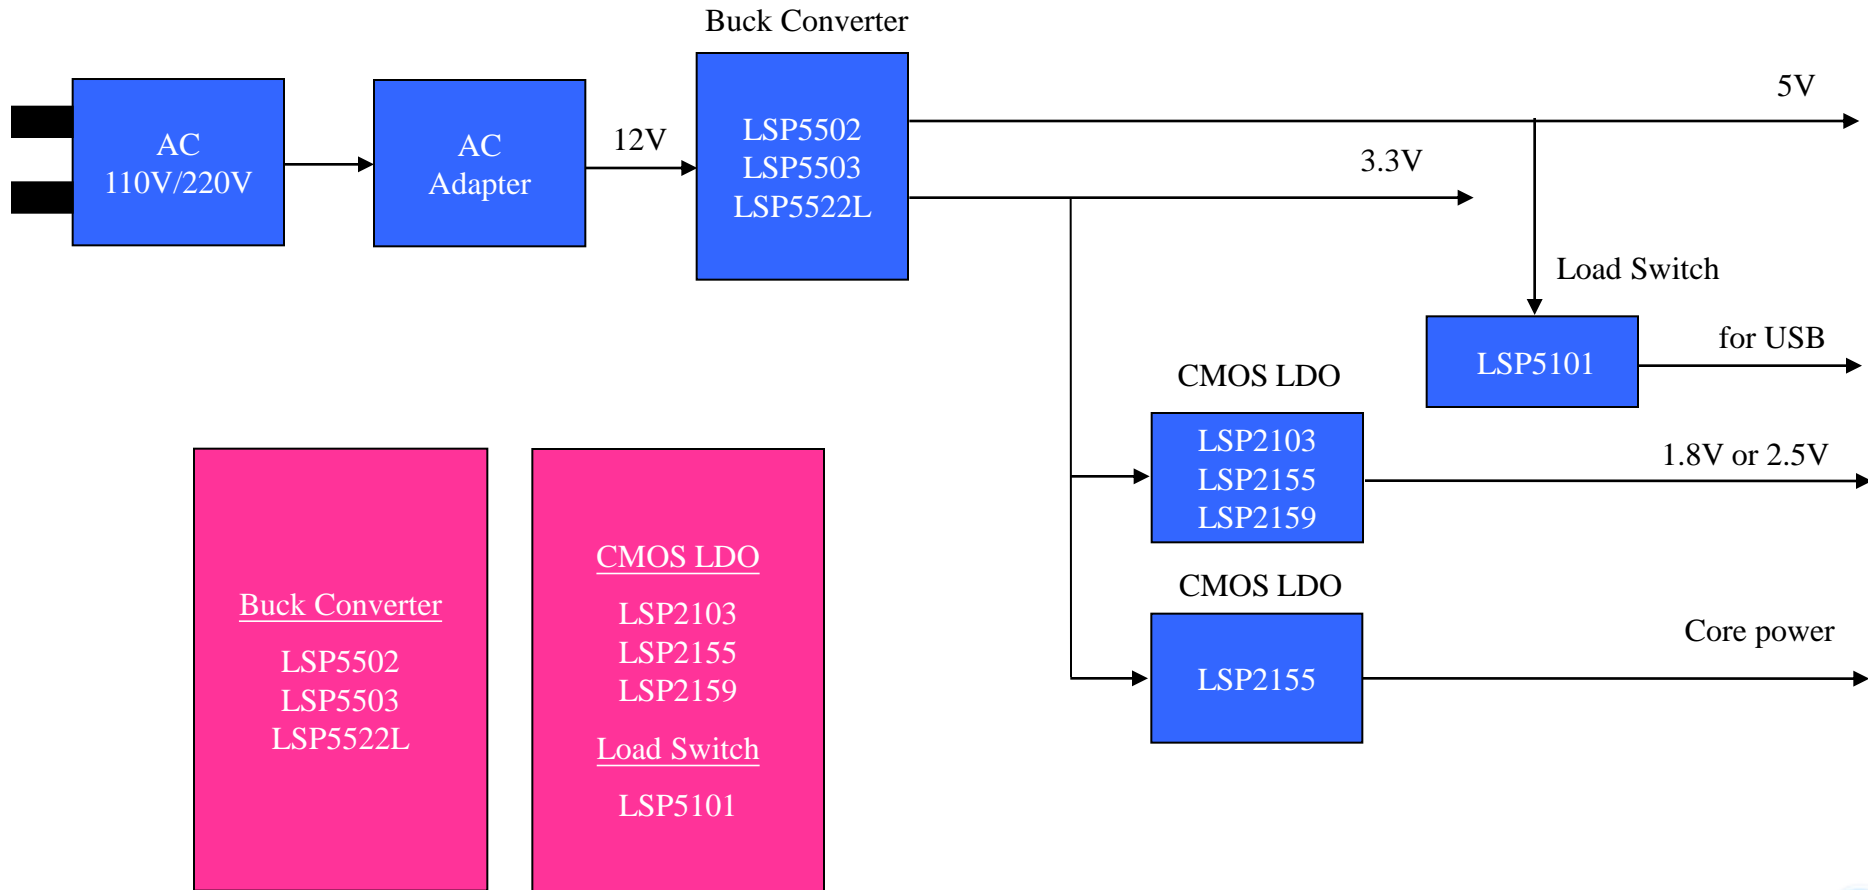 Buck Converter
AC
110V/220V
AC
Adapter
12V
LSP5502
LSP5503
LSP5522L
5V
3.3V
Load Switch
LSP5101
for USB
CMOS LDO
LSP2103
LSP2155
LSP2159
1.8V or 2.5V
CMOS LDO
LSP2155
Core power
Buck Converter
LSP5502
LSP5503
LSP5522L
CMOS LDO
LSP2103
LSP2155
LSP2159
Load Switch
LSP5101